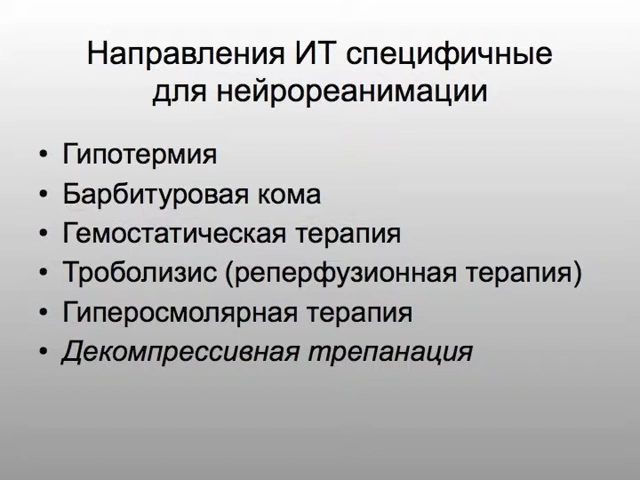 Направления ИТ специфичные
для нейрореанимации
• Гипотермия
• Барбитуровая кома
• Гемостатическая терапия
• Троболизис (реперфузионная терапия)
• Гиперосмолярная терапия
• Декомпрессивная трепанация